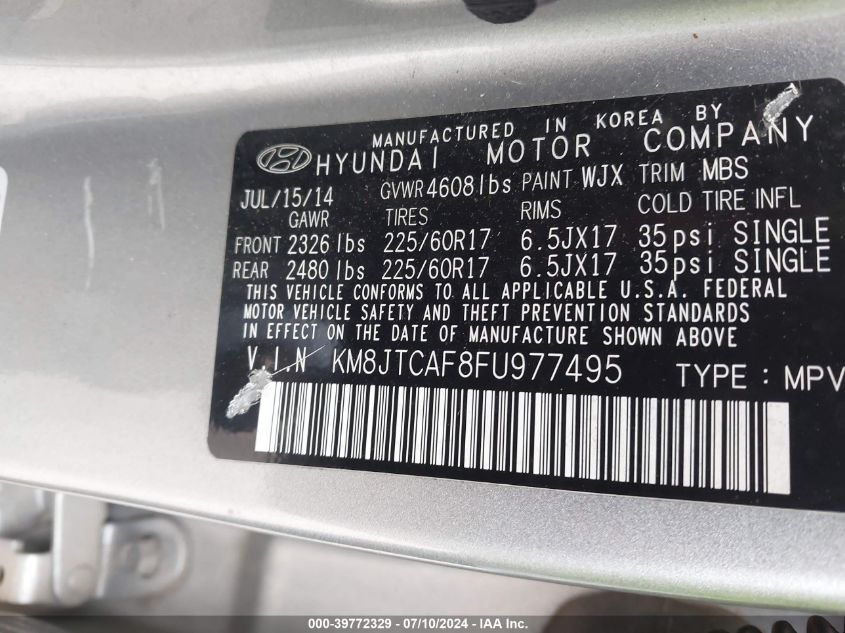 MANUFACTURED IN KOREA BY
HYUNDAI MOTOR COMPANY
JUL/15/14 GVWR 4608lbs PAINT WJX TRIM MBS
GAWR TIRES RIMS COLD TIRE INFL
FRONT 2326 lbs 225/60R17 6.5JX17 35psi SINGLE
REAR 2480 lbs 225/60R17 6.5JX17 35psi SINGLE
THIS VEHICLE CONFORMS TO ALL APPLICABLE U.S.A. FEDERAL
MOTOR VEHICLE SAFETY AND THEFT PREVENTION STANDARDS
IN EFFECT ON THE DATE OF MANUFACTURE SHOWN ABOVE
VIN KM8JTCAF8FU977495 TYPE : MPV
000-39772329 - 07/10/2024 - IAA Inc.